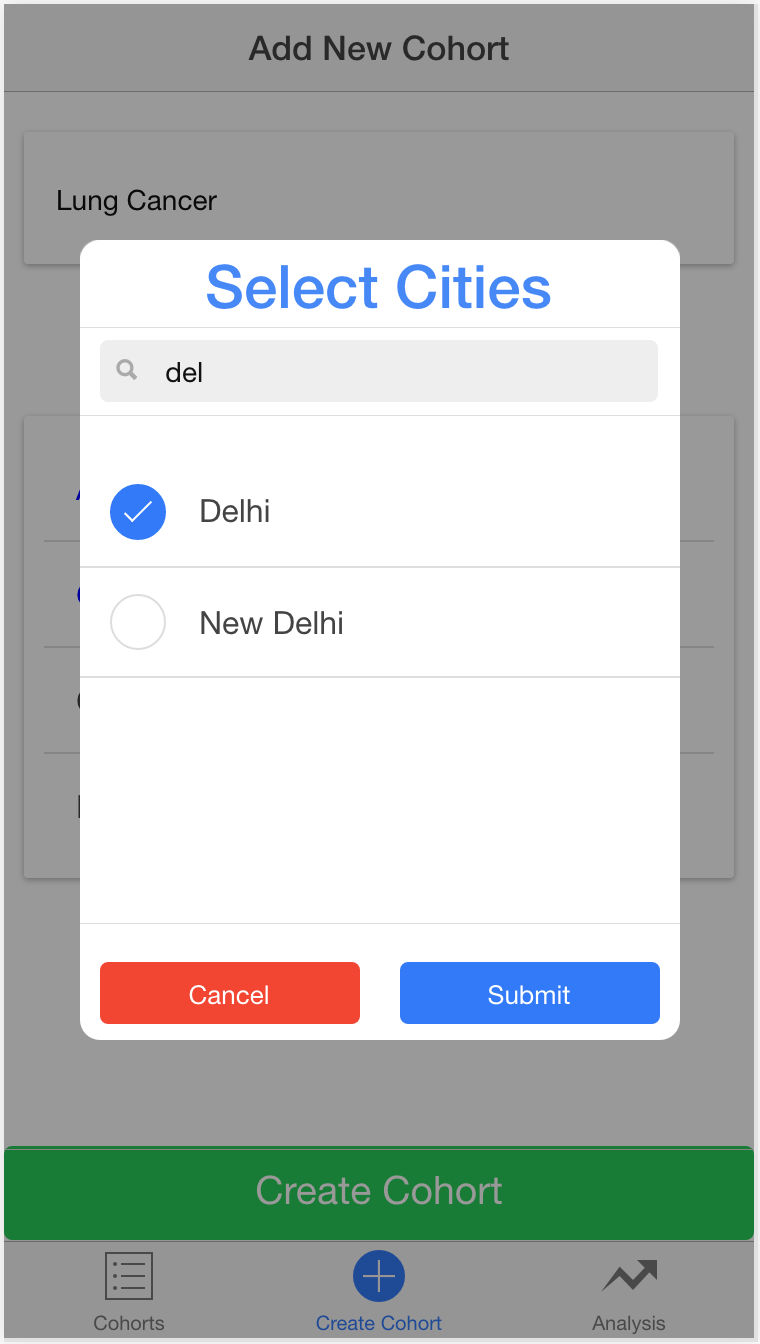 Add New Cohort
Lung Cancer
Select Cities
del
Delhi
New Delhi
Cancel
Submit
Create Cohort
Cohorts
Create Cohort
Analysis